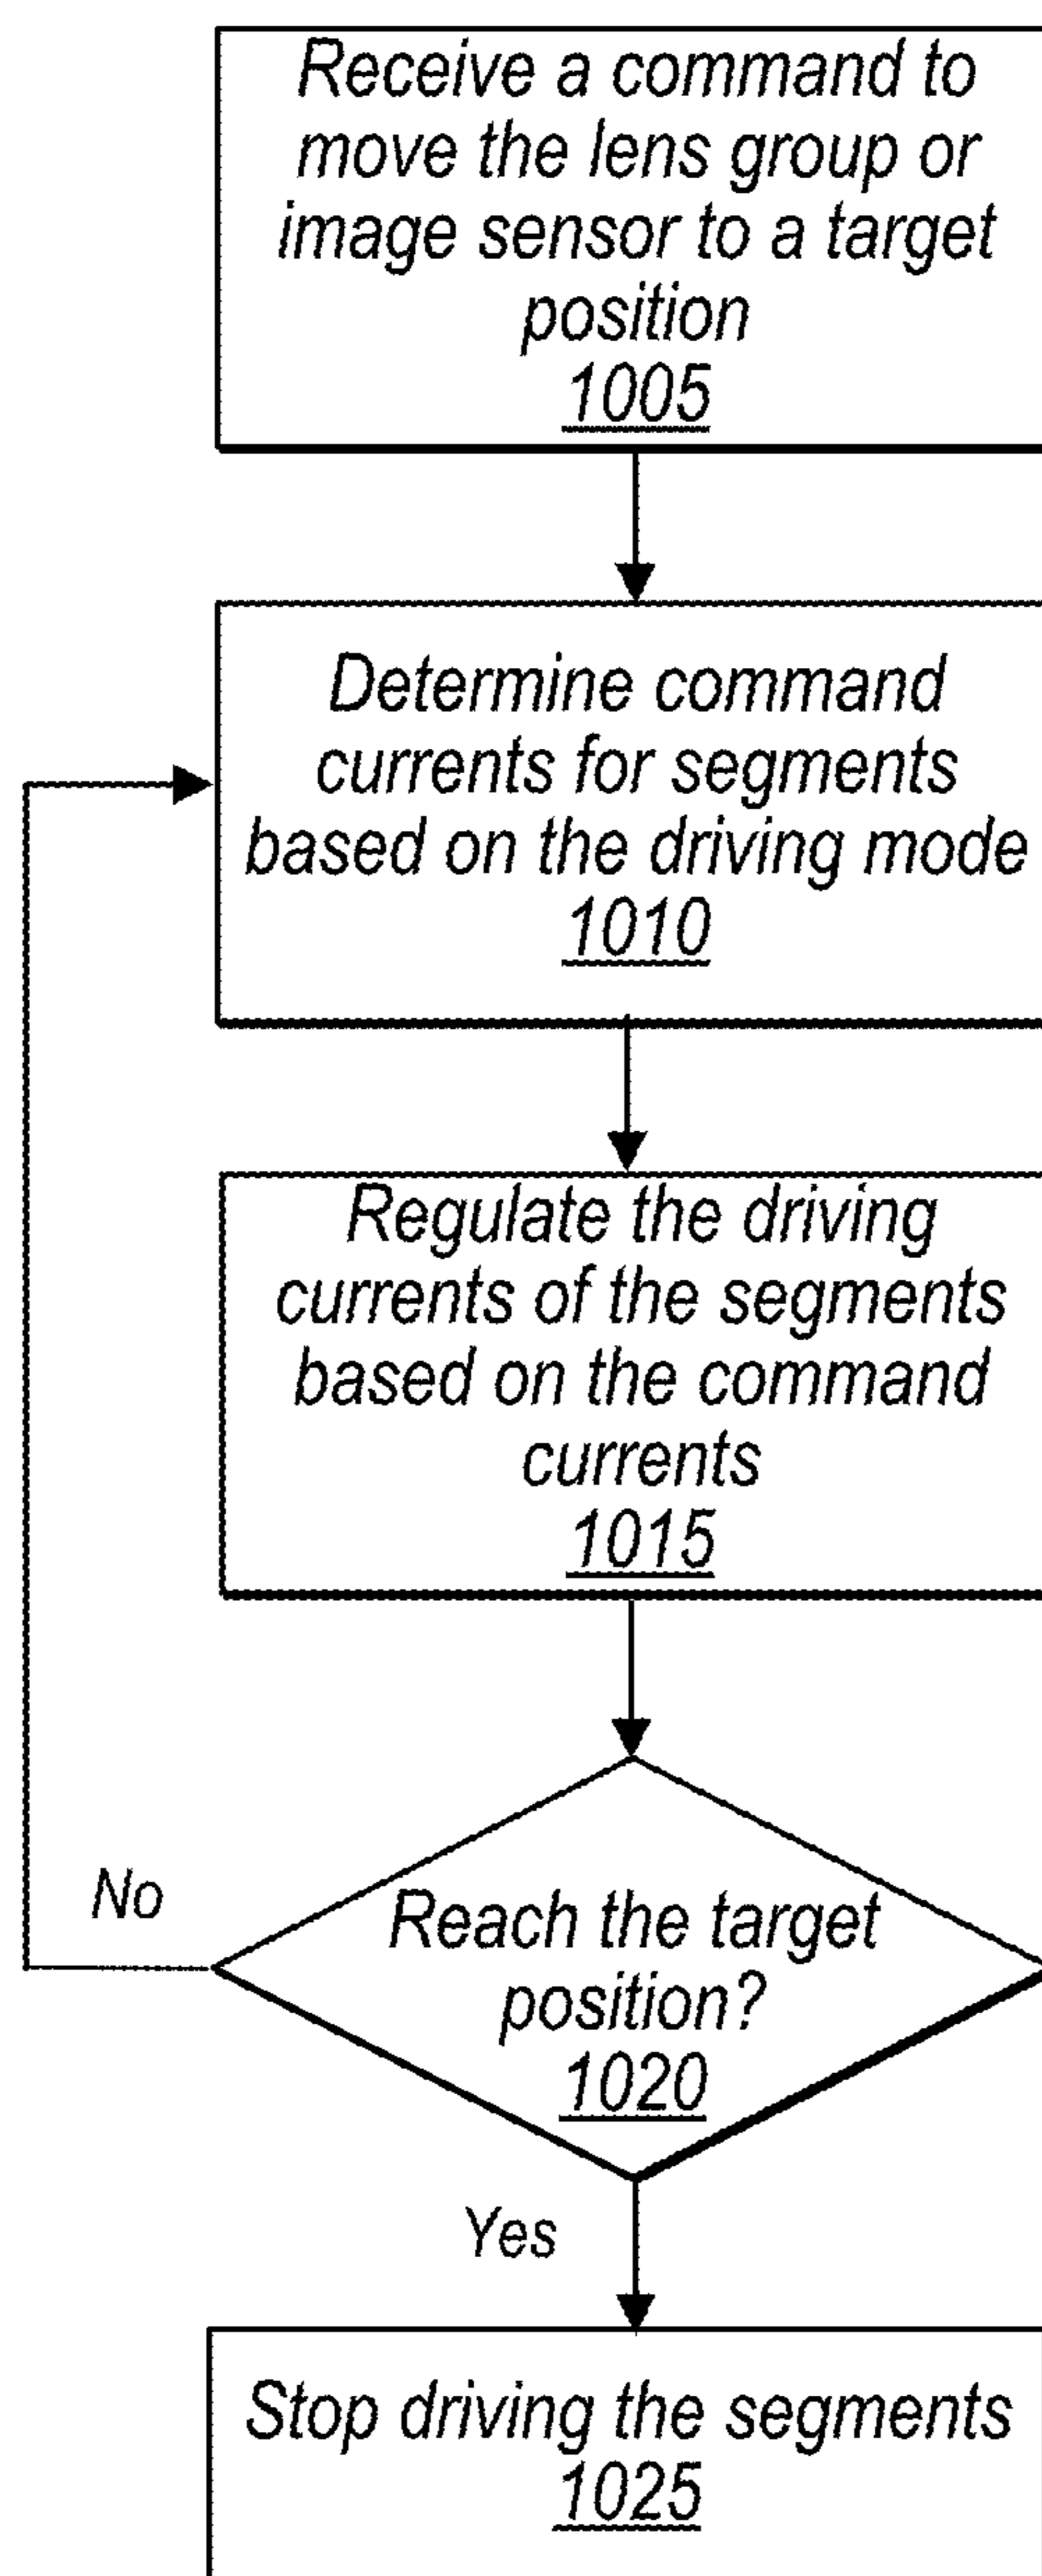 Receive a command to
move the lens group or
image sensor to a target
position
1005
Determine command
currents for segments
based on the driving mode
1010
Regulate the driving
currents of the segments
based on the command
currents
1015
No
Reach the target
position?
1020
Yes
Stop driving the segments
1025